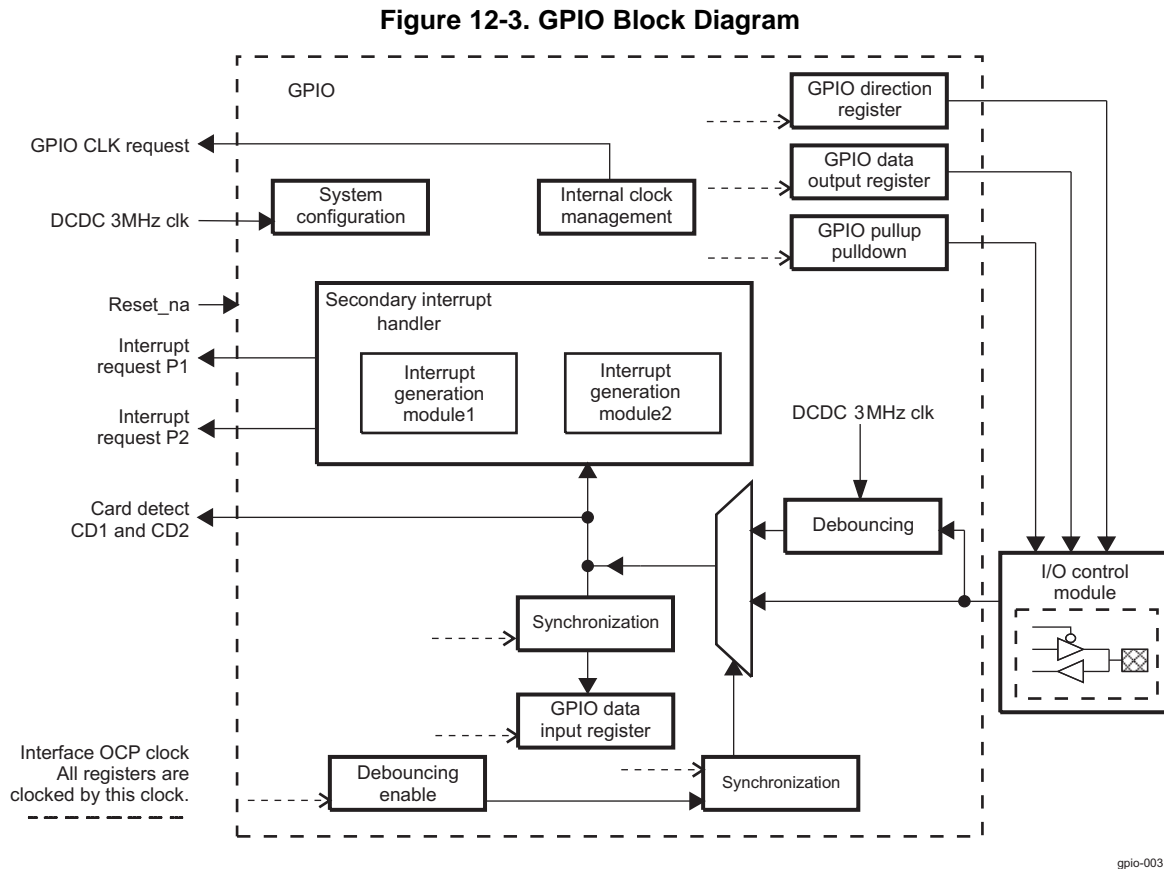 Figure 12-3. GPIO Block Diagram
GPIO
GPIO direction
register
GPIO CLK request
GPIO data
output register
System
configuration
Internal clock
management
DCDC 3MHz clk
GPIO pullup
pulldown
Reset_na
Secondary interrupt
handler
Interrupt
request P1
Interrupt
generation
module1
Interrupt
generation
module2
Interrupt
request P2
DCDC 3MHz clk
Card detect
CD1 and CD2
Debouncing
I/O control
module
Synchronization
GPIO data
input register
Interface OCP clock
All registers are
clocked by this clock.
Debouncing
enable
Synchronization
gpio-003